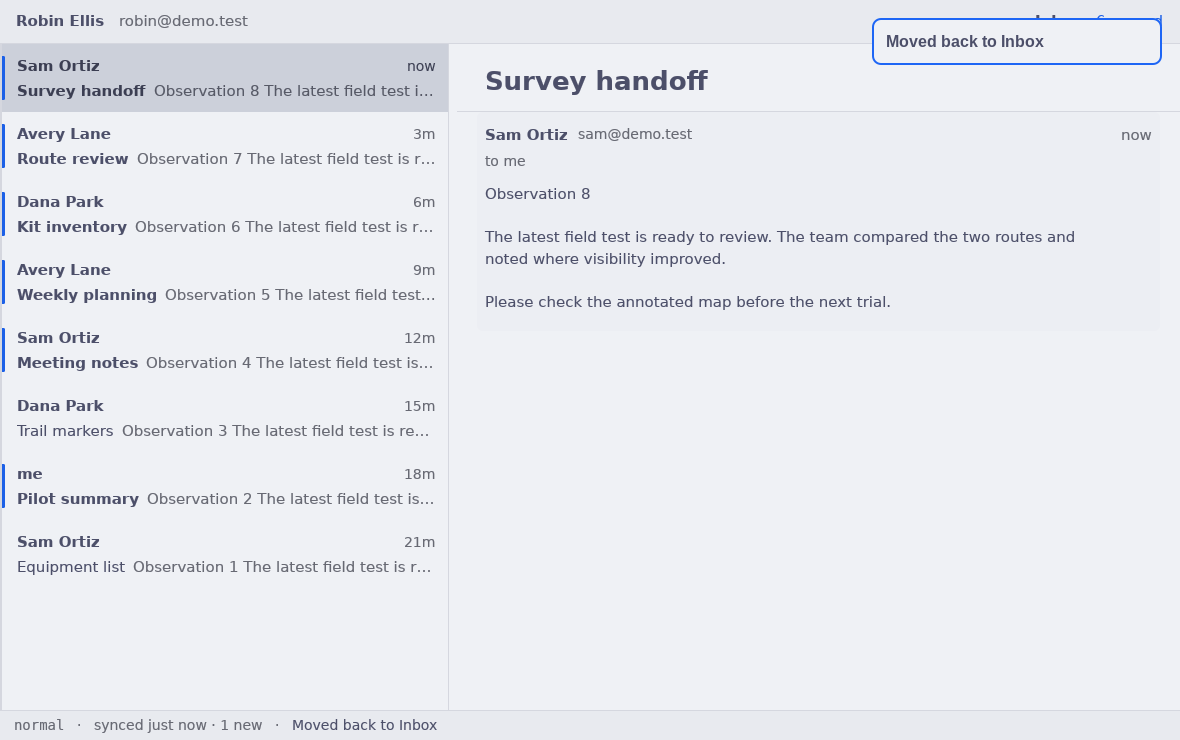 Robin Ellis robin@demo.test
Moved back to Inbox
Sam Ortiz now
Survey handoff Observation 8 The latest field test i…
Avery Lane 3m
Route review Observation 7 The latest field test is r…
Dana Park 6m
Kit inventory Observation 6 The latest field test is r…
Avery Lane 9m
Weekly planning Observation 5 The latest field test…
Sam Ortiz 12m
Meeting notes Observation 4 The latest field test is…
Dana Park 15m
Trail markers Observation 3 The latest field test is re…
me 18m
Pilot summary Observation 2 The latest field test is…
Sam Ortiz 21m
Equipment list Observation 1 The latest field test is r…
Survey handoff
Sam Ortiz sam@demo.test now
to me
Observation 8
The latest field test is ready to review. The team compared the two routes and
noted where visibility improved.
Please check the annotated map before the next trial.
normal · synced just now · 1 new · Moved back to Inbox